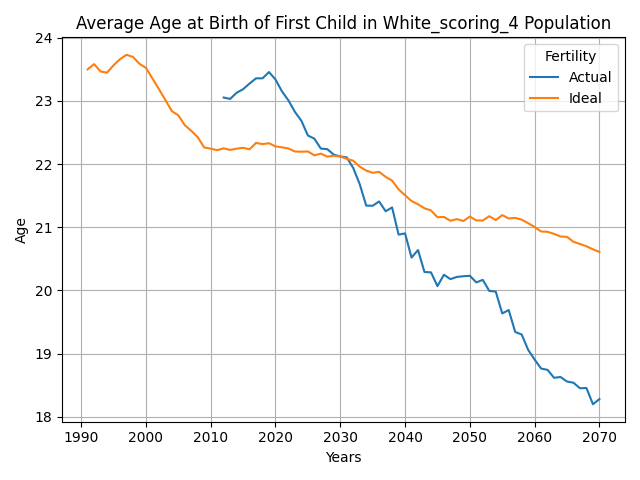 Average Age at Birth of First Child in White_scoring_4 Population
Fertility
Actual
Ideal
Age
24
23
22
21
20
19
18
1990 2000 2010 2020 2030 2040 2050 2060 2070
Years